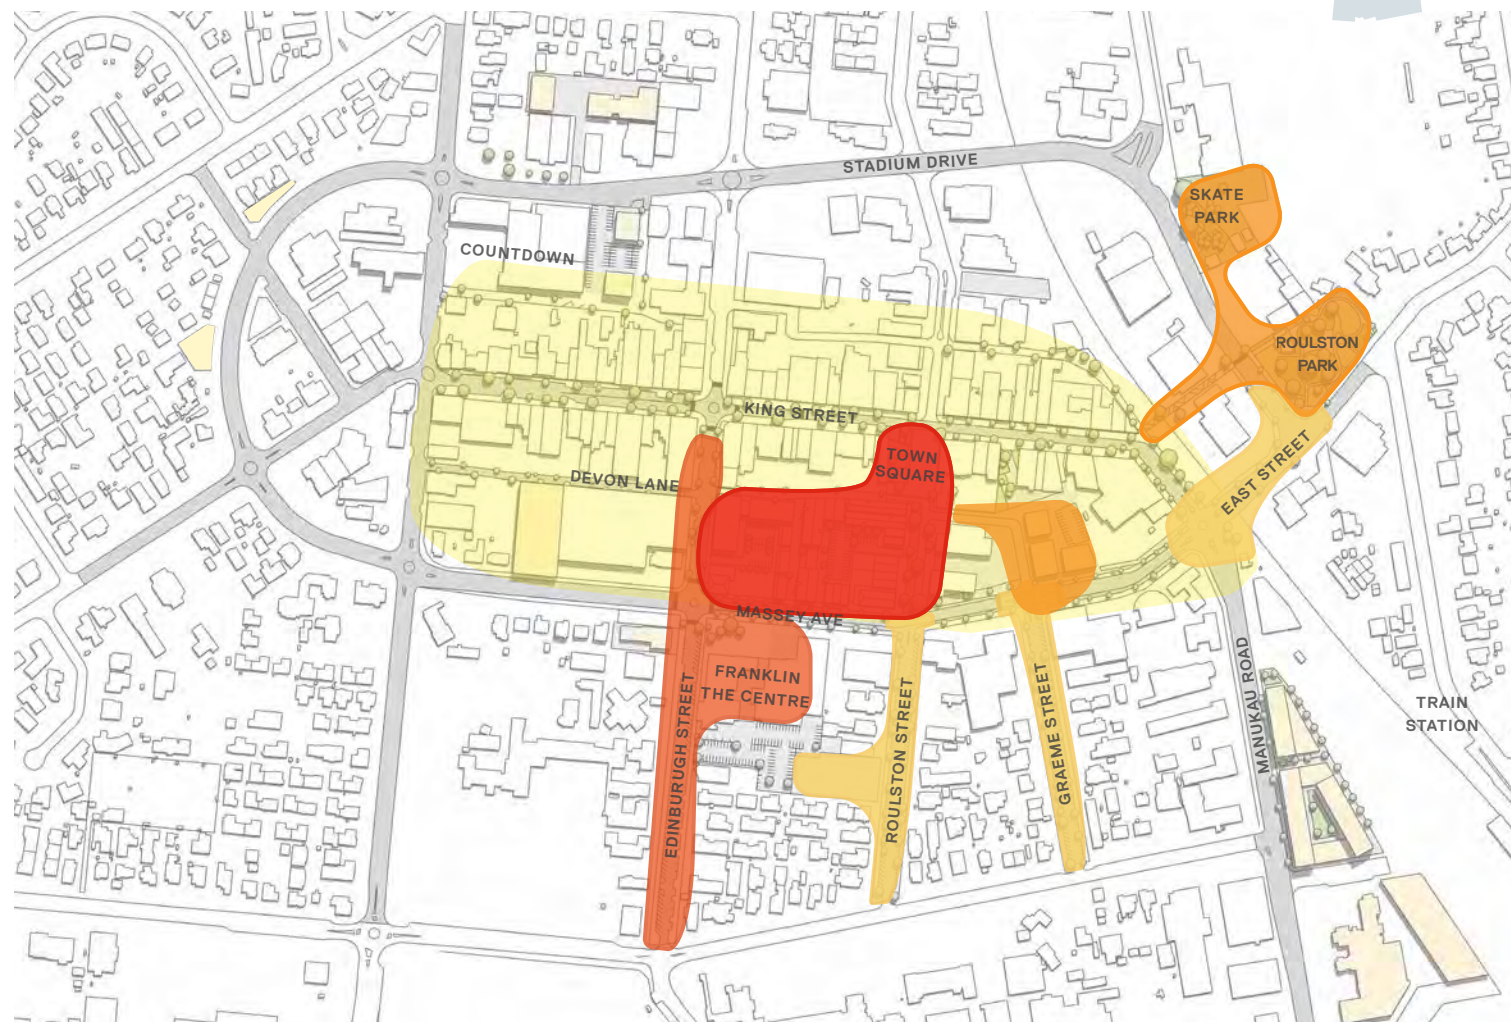 STADIUM DRIVE
SKATE
PARK
COUNTDOWN
ROULSTON
PARK
KING STREET
TOWN
SQUARE
DEVON LANE
EAST STREET
MASSEY AVE
FRANKLIN
THE CENTRE
EDINBURUGH STREET
ROULSTON STREET
GRAEME STREET
MANUKAU ROAD
TRAIN
STATION